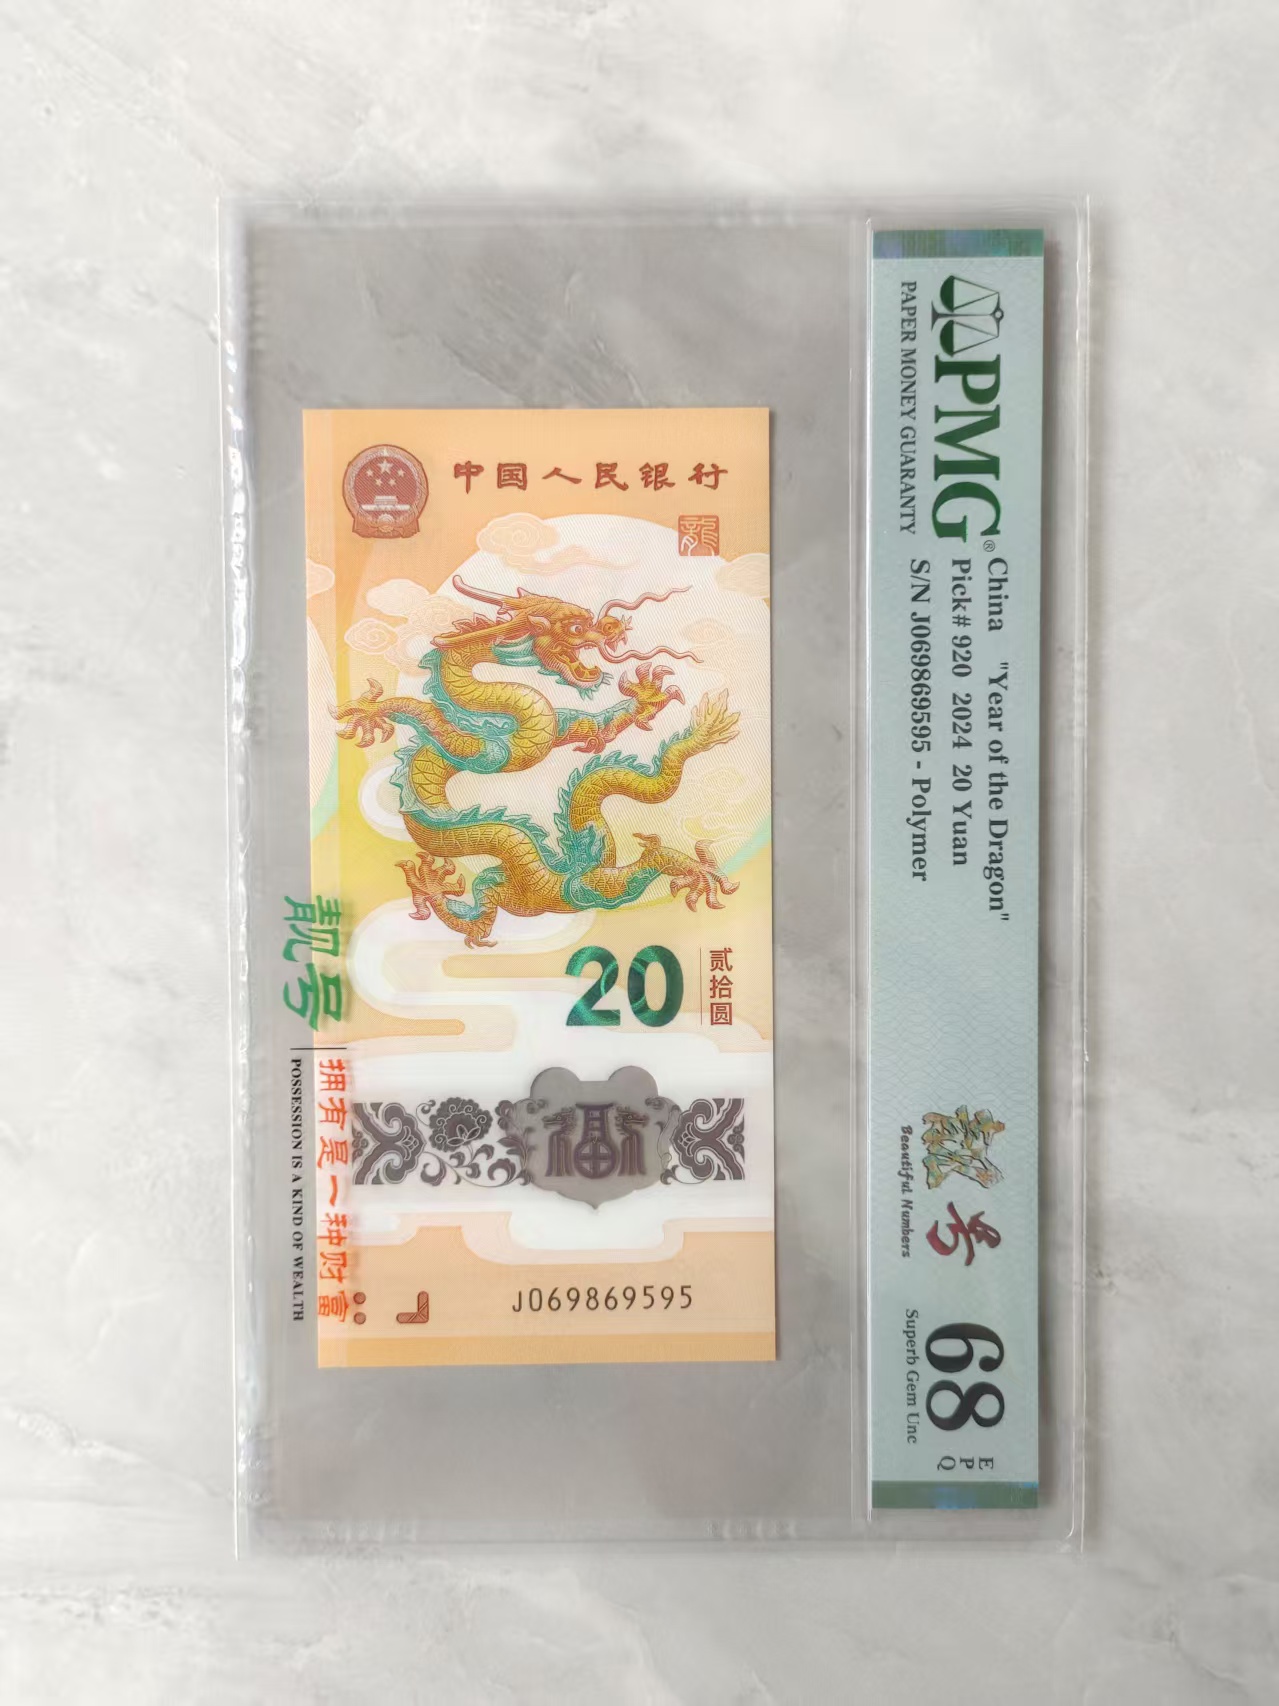 中国人民银行
龍
20
贰拾圆
福
J069869595
靓号
拥有是一种财富
POSSESSION IS A KIND OF WEALTH
PMG®
PAPER MONEY GUARANTY
China "Year of the Dragon"
Pick# 920 2024 20 Yuan
S/N J069869595 - Polymer
靓号
Beautiful Numbers
68 EPQ
Superb Gem Unc